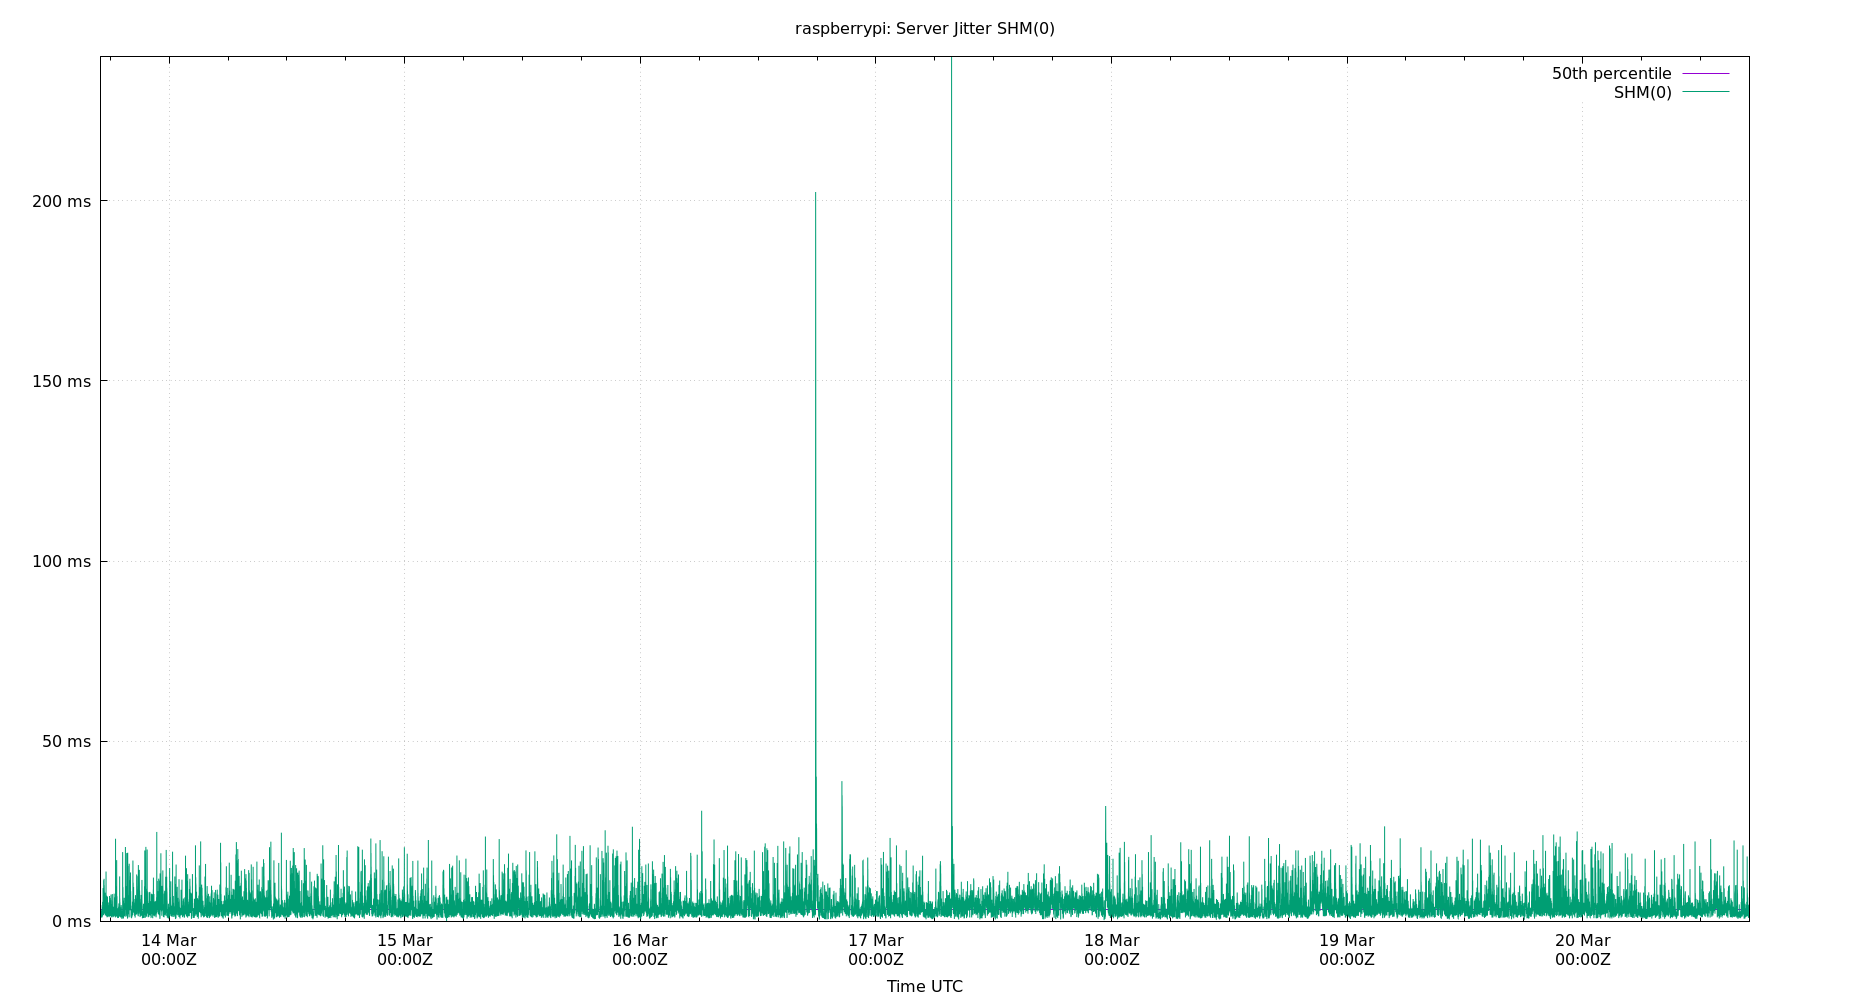 raspberrypi: Server Jitter SHM(0)
50th percentile
SHM(0)
200 ms
150 ms
100 ms
50 ms
0 ms
14 Mar 15 Mar 16 Mar 17 Mar 18 Mar 19 Mar 20 Mar
00:00Z 00:00Z 00:00Z 00:00Z 00:00Z 00:00Z 00:00Z
Time UTC